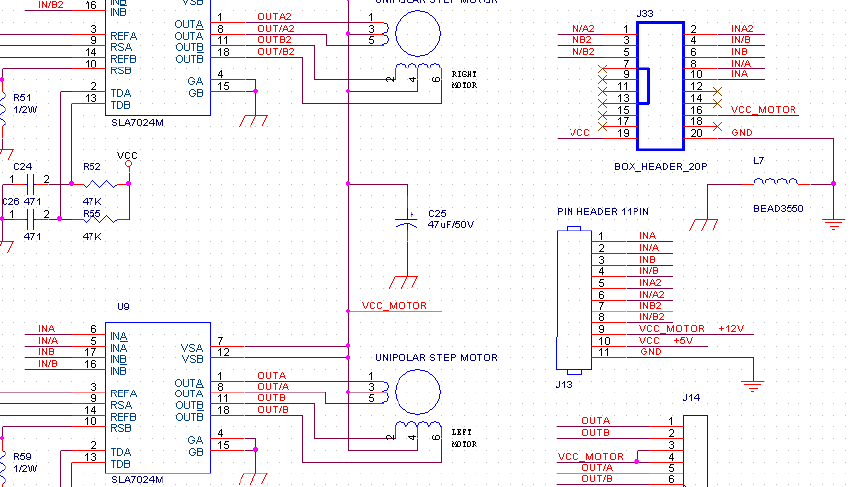 UNIPOLAR STEP MOTOR
IN/B2 16 INB
INB
OUTA 1 OUTA2 1
OUTA 8 OUT/A2 3
OUTB 11 OUTB2 5
OUTB 18 OUT/B2
3 REFA
9 RSA
14 REFB
10 RSB
GA 4
GB 15
2 TDA
13 TDB
2 4 6
RIGHT
MOTOR
R51
1/2W
SLA7024M
VCC
C24
1 2
R52
47K
C26 471
1 2
R55
471
47K
C25
47uF/50V
VCC_MOTOR
U9
INA 6 INA
IN/A 5 INA
INB 17 INB
IN/B 16 INB
VSA 7
VSB 12
UNIPOLAR STEP MOTOR
OUTA 1 OUTA 1
OUTA 8 OUT/A 3
OUTB 11 OUTB 5
OUTB 18 OUT/B
3 REFA
9 RSA
14 REFB
10 RSB
GA 4
GB 15
2 TDA
13 TDB
2 4 6
LEFT
MOTOR
R59
1/2W
SLA7024M
J33
N/A2 1 2 INA2
NB2 3 4 IN/B
N/B2 5 6 INB
7 8 IN/A
9 10 INA
11 12
13 14
15 16 VCC_MOTOR
17 18
VCC 19 20 GND
BOX_HEADER_20P
L7
BEAD3550
PIN HEADER 11PIN
1 INA
2 IN/A
3 INB
4 IN/B
5 INA2
6 IN/A2
7 INB2
8 IN/B2
9 VCC_MOTOR +12V
10 VCC +5V
11 GND
J13
J14
OUTA 1
OUTB 2
3
VCC_MOTOR 4
OUT/A 5
OUT/B 6